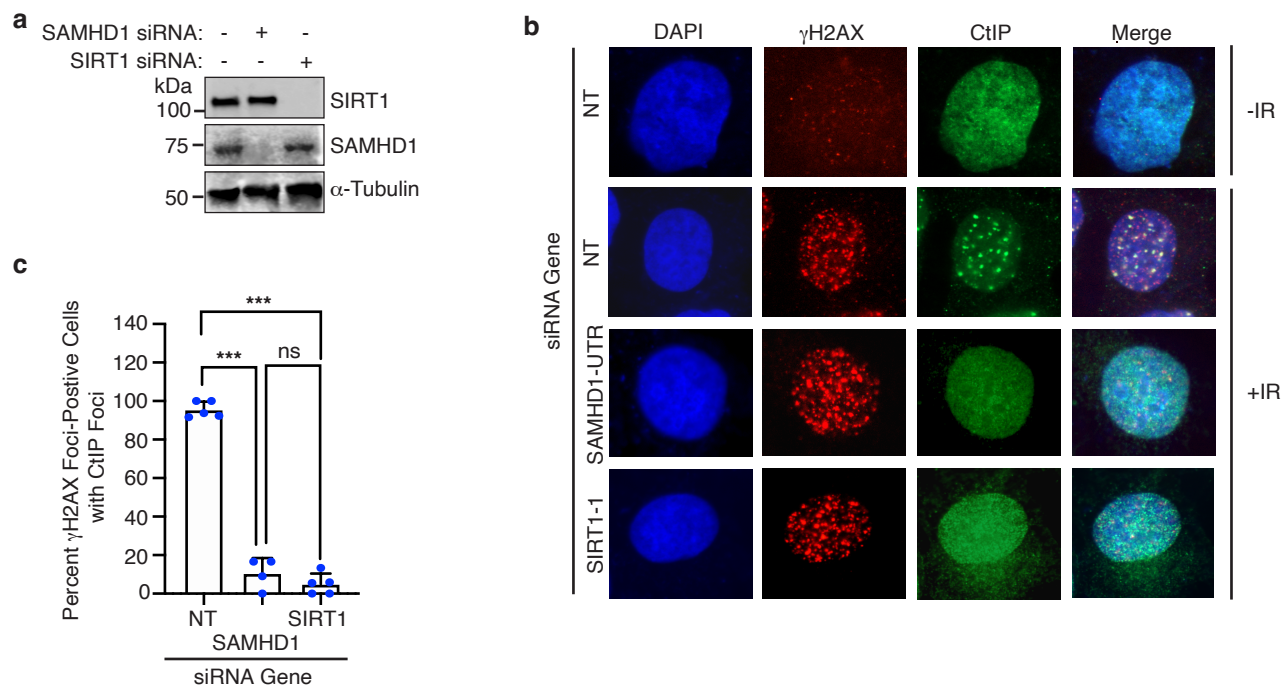 a
SAMHD1 siRNA: - + -
SIRT1 siRNA: - - +
kDa
100
SIRT1
75
SAMHD1
50
α-Tubulin
b
DAPI γH2AX CtIP Merge
siRNA Gene
NT
-IR
NT
SAMHD1-UTR
SIRT1-1
+IR
c
Percent γH2AX Foci-Postive Cells
with CtIP Foci
140
120
100
80
60
40
20
0
***
***
ns
NT SIRT1
SAMHD1
siRNA Gene